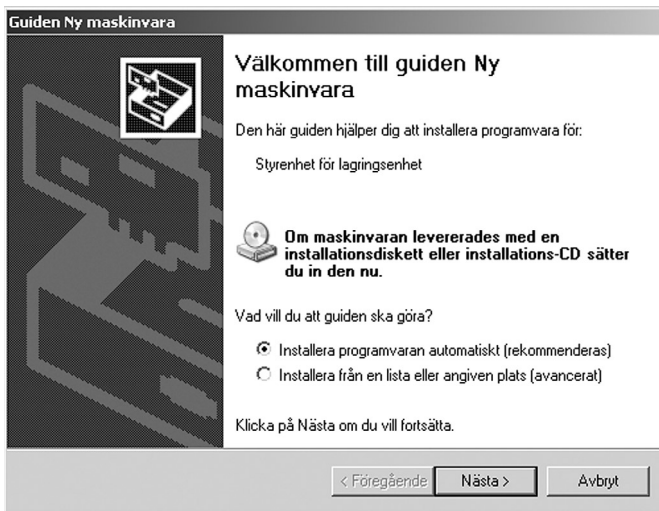 Guiden Ny maskinvara
Välkommen till guiden Ny
maskinvara
Den här guiden hjälper dig att installera programvara för:
Styrenhet för lagringsenhet
Om maskinvaran levererades med en
installationsdiskett eller installations-CD sätter
du in den nu.
Vad vill du att guiden ska göra?
Installera programvaran automatiskt (rekommenderas)
Installera från en lista eller angiven plats (avancerat)
Klicka på Nästa om du vill fortsätta.
< Föregående Nästa > Avbryt